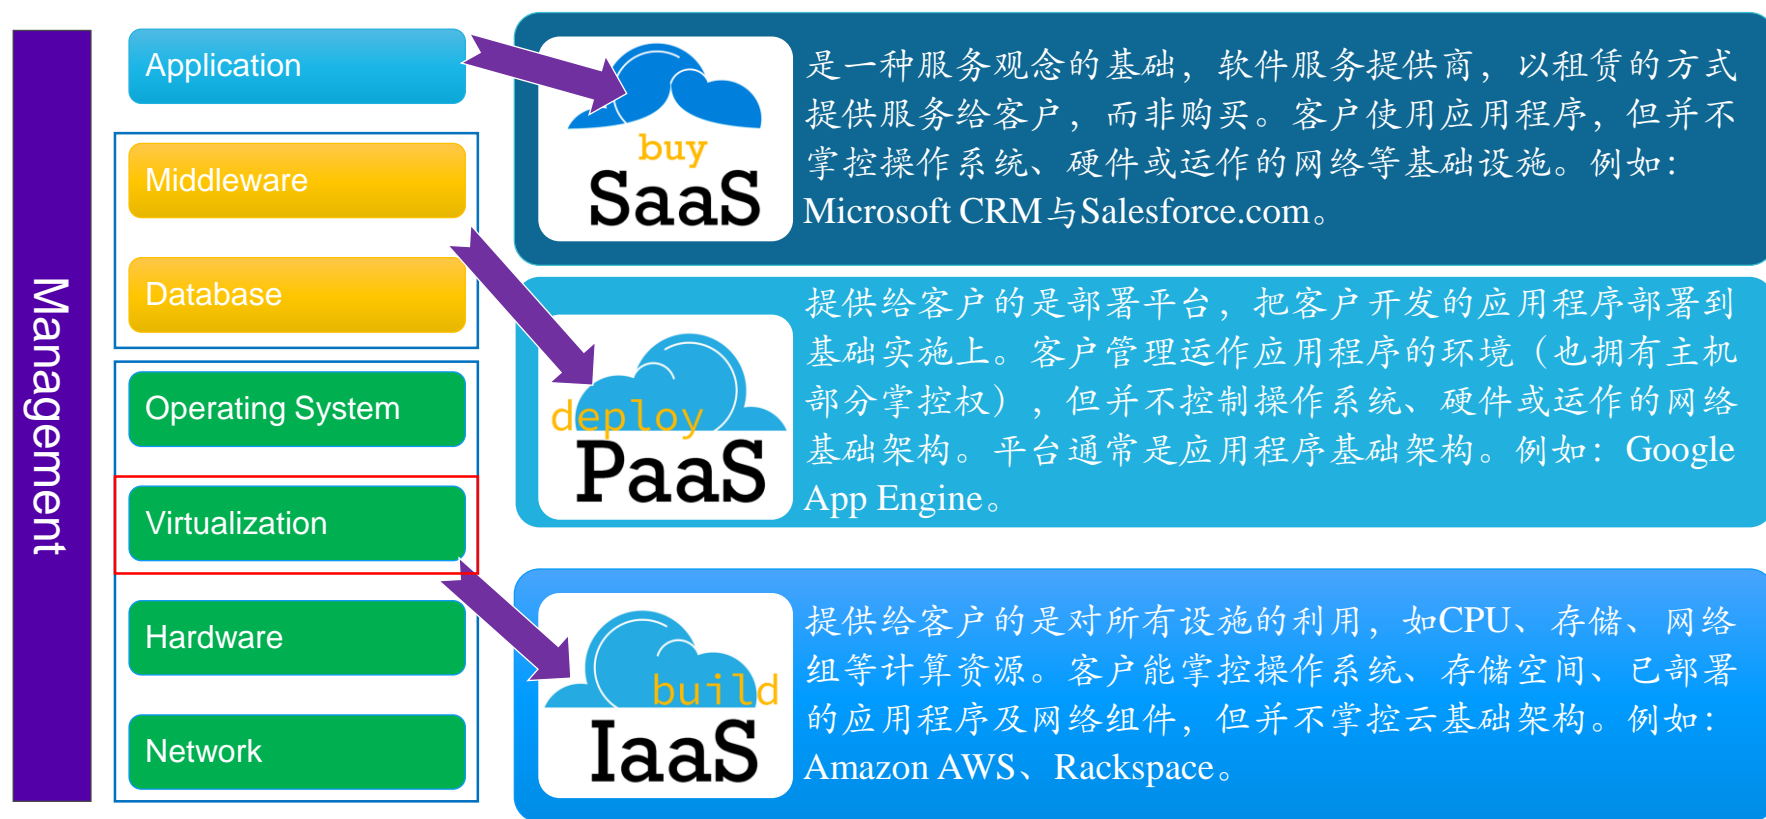 Management
Application
Middleware
Database
Operating System
Virtualization
Hardware
Network
buy
SaaS
是一种服务观念的基础，软件服务提供商，以租赁的方式
提供服务给客户，而非购买。客户使用应用程序，但并不
掌控操作系统、硬件或运作的网络等基础设施。例如：
Microsoft CRM与Salesforce.com。
deploy
PaaS
提供给客户的是部署平台，把客户开发的应用程序部署到
基础实施上。客户管理运作应用程序的环境（也拥有主机
部分掌控权），但并不控制操作系统、硬件或运作的网络
基础架构。平台通常是应用程序基础架构。例如：Google
App Engine。
build
IaaS
提供给客户的是对所有设施的利用，如CPU、存储、网络
组等计算资源。客户能掌控操作系统、存储空间、已部署
的应用程序及网络组件，但并不掌控云基础架构。例如：
Amazon AWS、Rackspace。